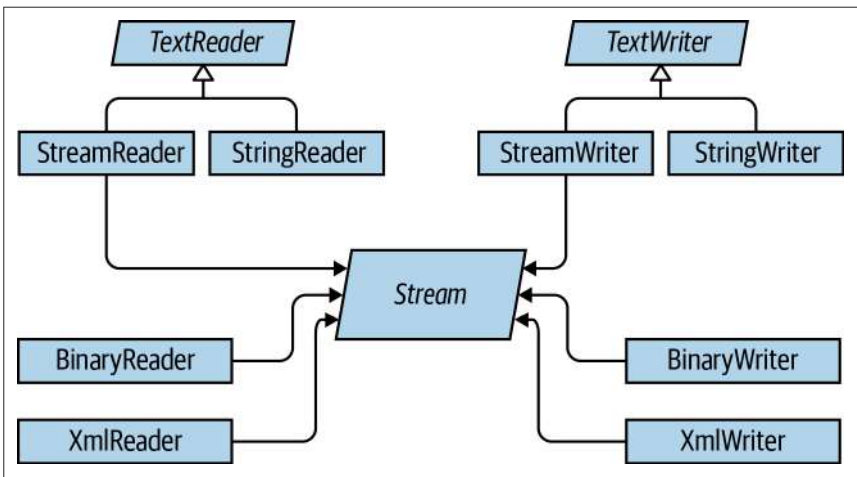 TextReader
TextWriter
StreamReader
StringReader
StreamWriter
StringWriter
Stream
BinaryReader
BinaryWriter
XmlReader
XmlWriter